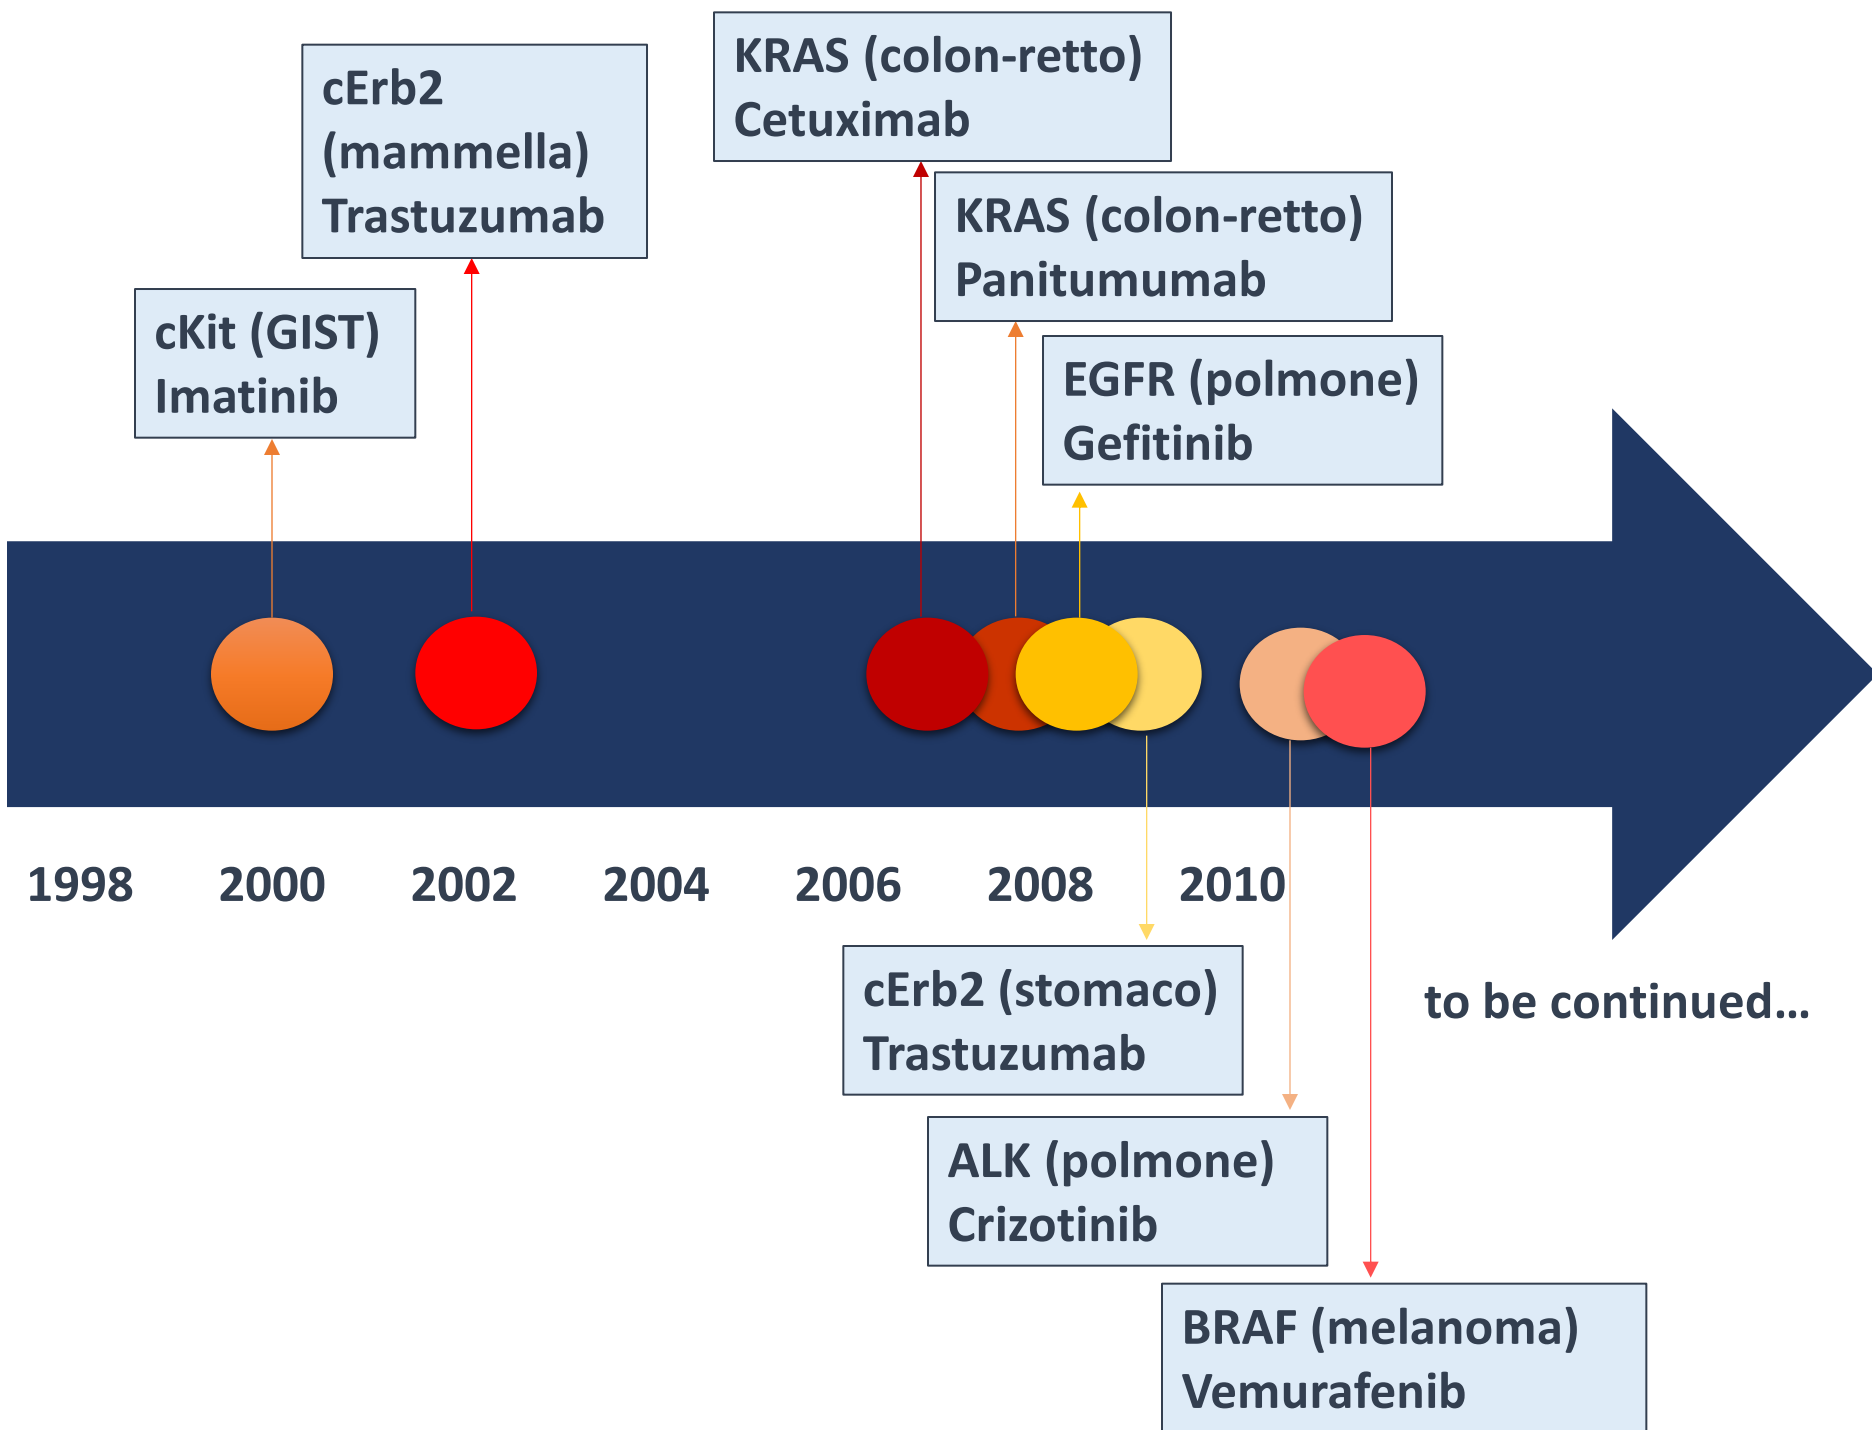 KRAS (colon-retto)
Cetuximab
cErb2
(mammella)
Trastuzumab
KRAS (colon-retto)
Panitumumab
cKit (GIST)
Imatinib
EGFR (polmone)
Gefitinib
1998 2000 2002 2004 2006 2008 2010
cErb2 (stomaco)
Trastuzumab
to be continued...
ALK (polmone)
Crizotinib
BRAF (melanoma)
Vemurafenib